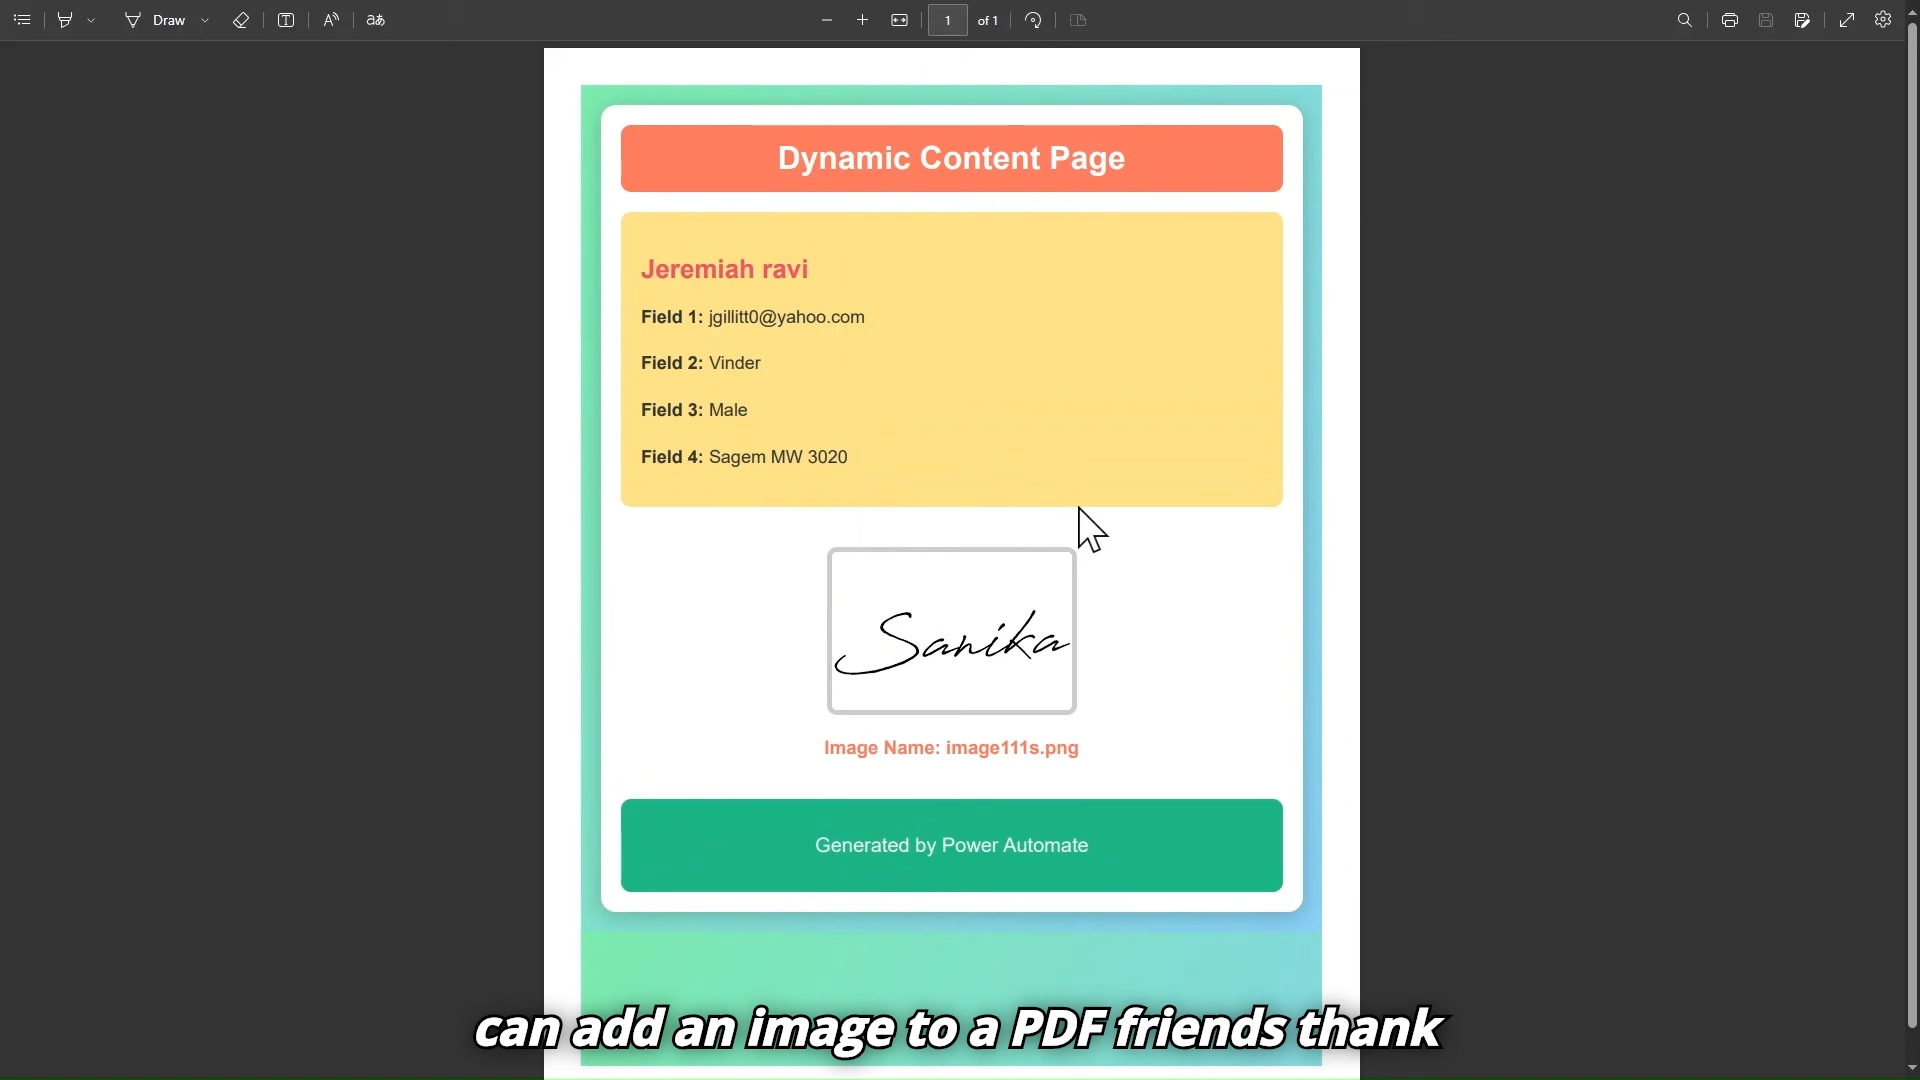 Draw
1 of 1
aあ
Dynamic Content Page
Jeremiah ravi
Field 1: jgillitt0@yahoo.com
Field 2: Vinder
Field 3: Male
Field 4: Sagem MW 3020
Sanika
Image Name: image111s.png
Generated by Power Automate
can add an image to a PDF friends thank